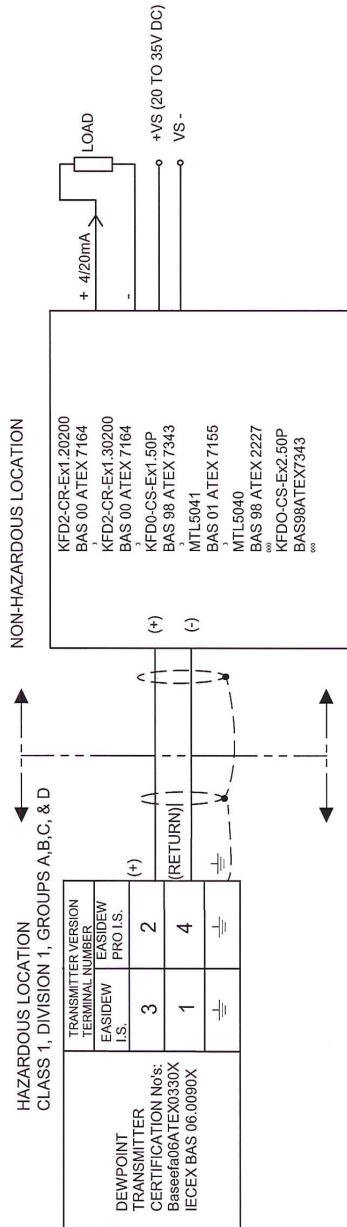 HAZARDOUS LOCATION
CLASS 1, DIVISION 1, GROUPS A,B,C, & D
NON-HAZARDOUS LOCATION
DEWPOINT
TRANSMITTER
CERTIFICATION No's:
Baseefa06ATEX0330X
IECEX BAS 06.0090X
TRANSMITTER VERSION
TERMINAL NUMBER
EASIDEW
I.S.
EASIDEW
PRO I.S.
3
2
1
4
(+)
(RETURN)
(+)
(-)
KFD2-CR-Ex1.20200
BAS 00 ATEX 7164
,
KFD2-CR-Ex1.30200
BAS 00 ATEX 7164
,
KFD0-CS-Ex1.50P
BAS 98 ATEX 7343
,
MTL5041
BAS 01 ATEX 7155
,
MTL5040
BAS 98 ATEX 2227
KFDO-CS-Ex2.50P
BAS98ATEX7343
+ 4/20mA
-
LOAD
+VS (20 TO 35V DC)
VS -